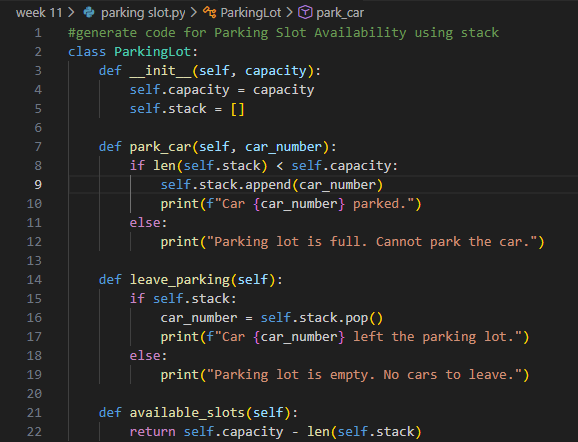 week 11 > parking slot.py > ParkingLot > park_car
1 #generate code for Parking Slot Availability using stack
2 class ParkingLot:
3     def __init__(self, capacity):
4         self.capacity = capacity
5         self.stack = []
6
7     def park_car(self, car_number):
8         if len(self.stack) < self.capacity:
9             self.stack.append(car_number)
10             print(f"Car {car_number} parked.")
11         else:
12             print("Parking lot is full. Cannot park the car.")
13
14     def leave_parking(self):
15         if self.stack:
16             car_number = self.stack.pop()
17             print(f"Car {car_number} left the parking lot.")
18         else:
19             print("Parking lot is empty. No cars to leave.")
20
21     def available_slots(self):
22         return self.capacity - len(self.stack)